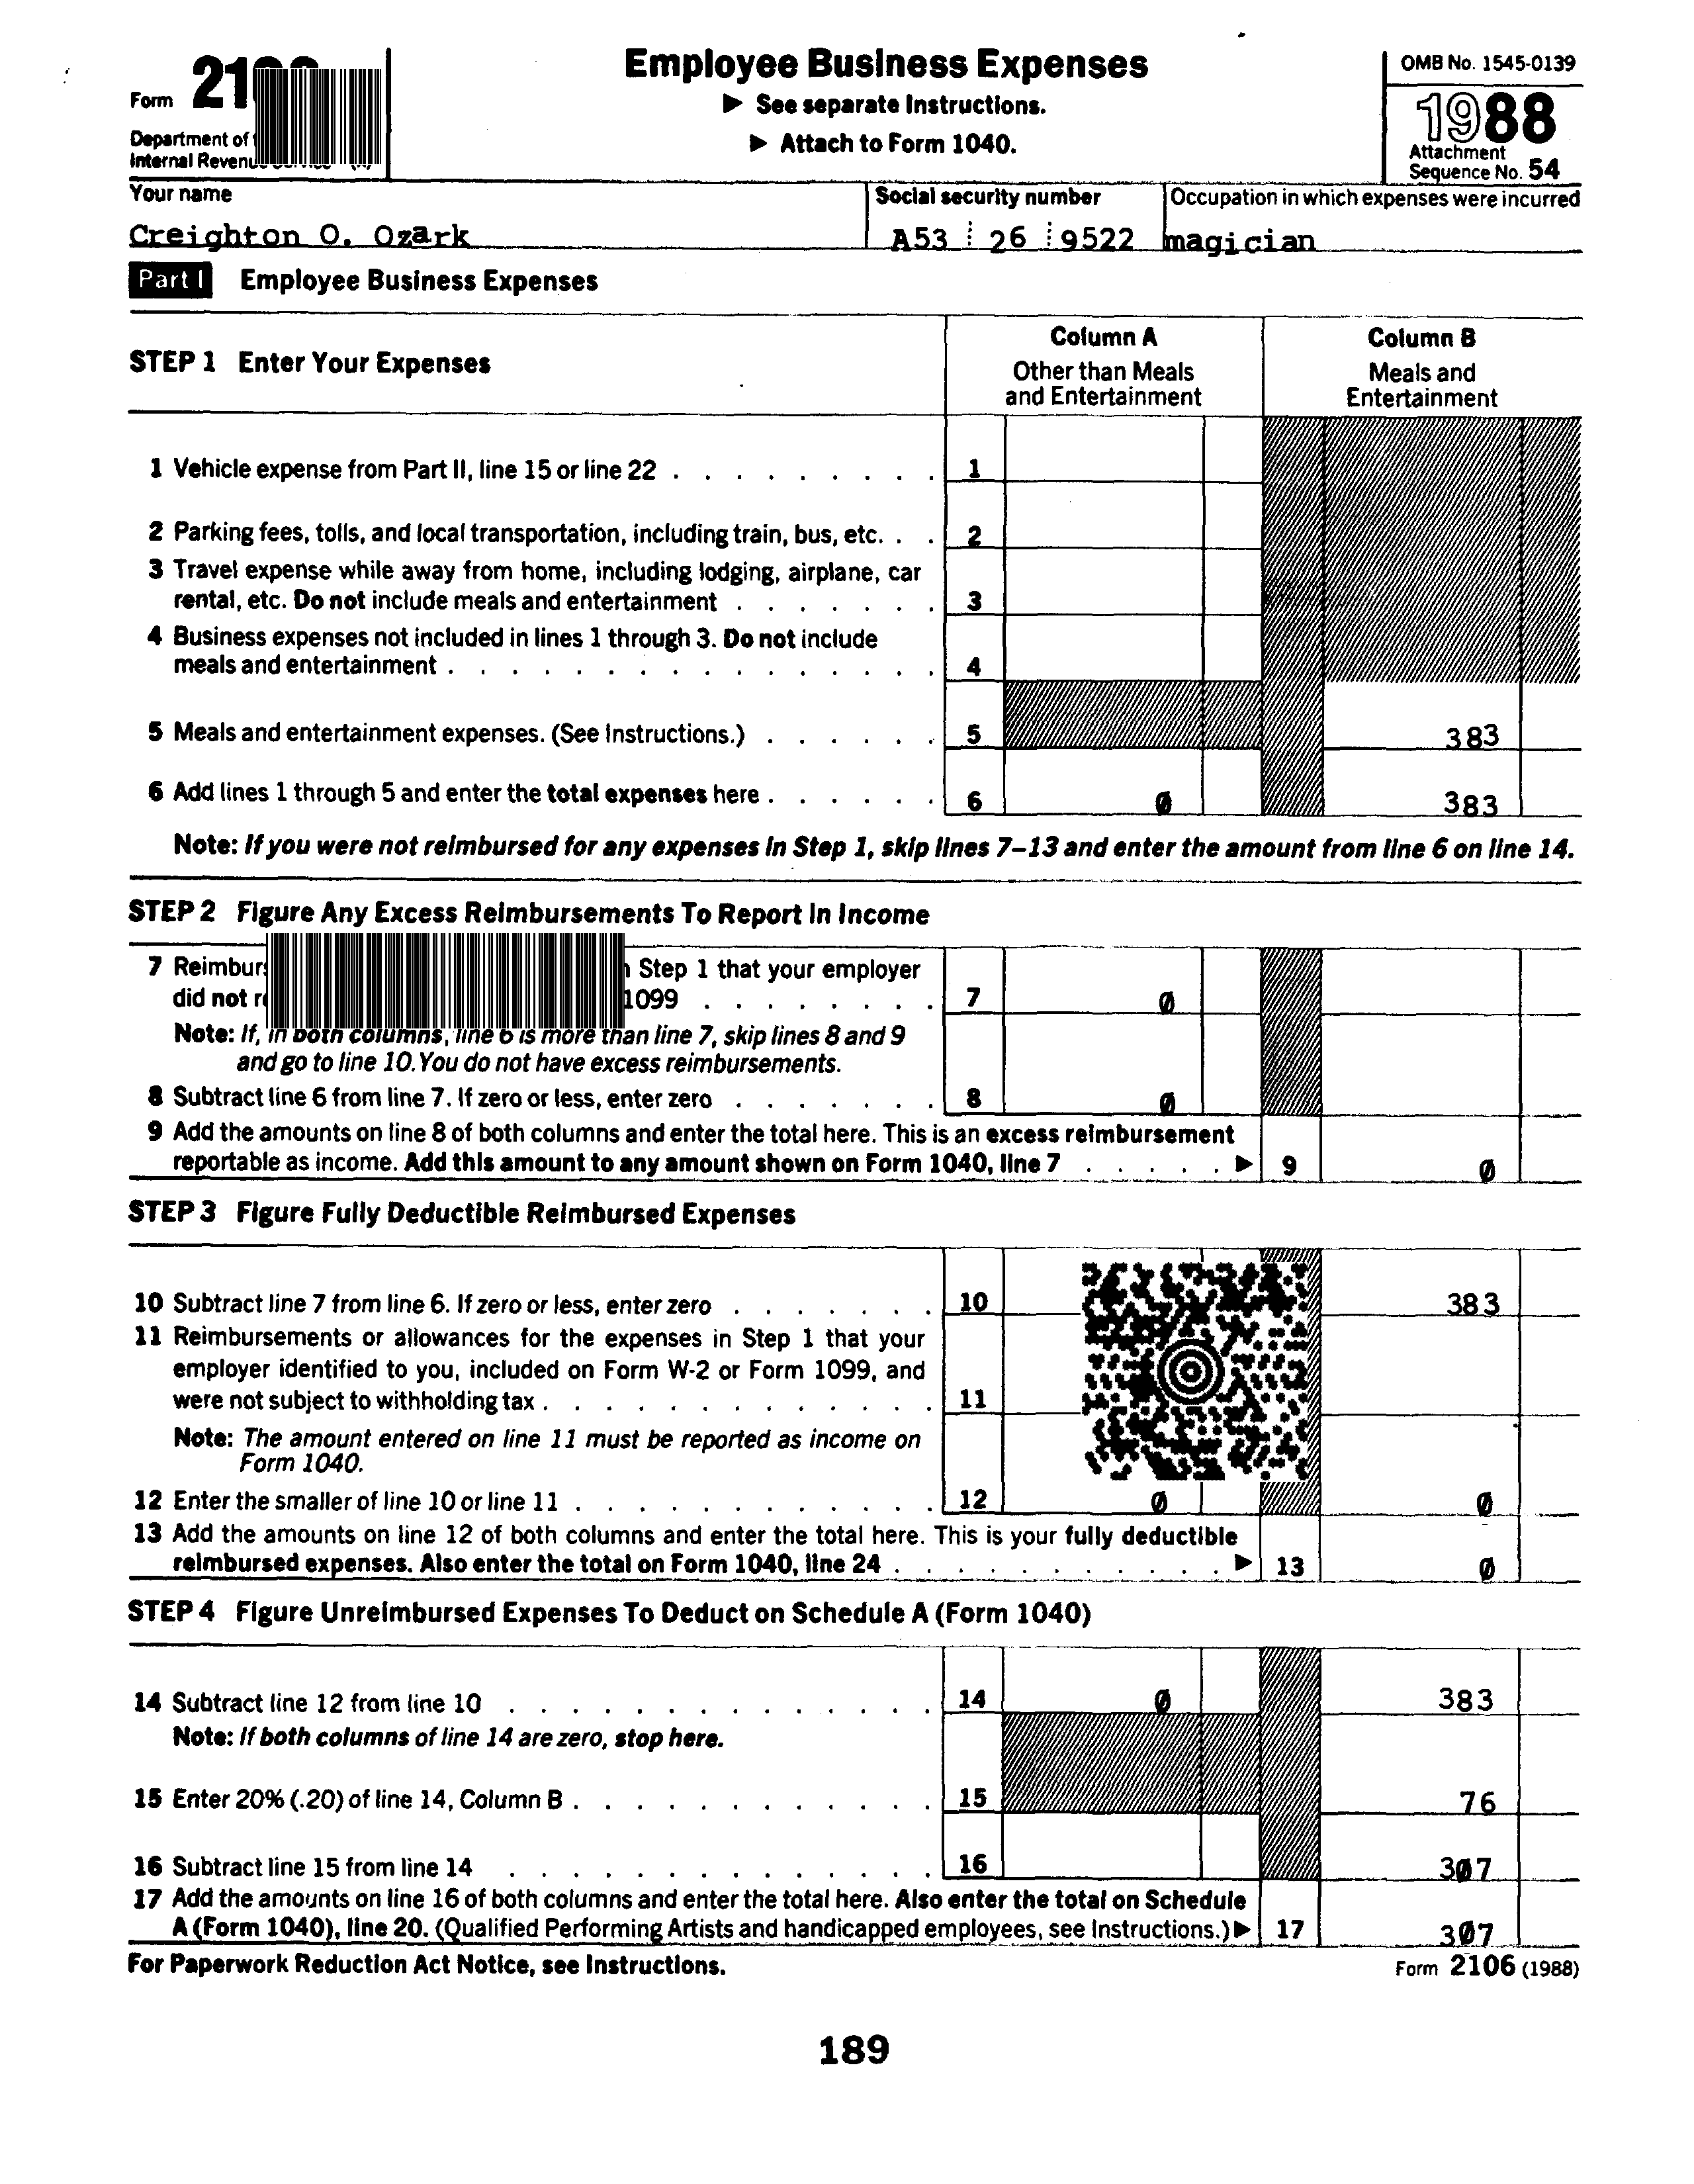 Form 21
Employee Business Expenses
▶ See separate Instructions.
▶ Attach to Form 1040.
Department of
Internal Revenu
OMB No. 1545-0139
1988
Attachment
Sequence No. 54
Your name
Creighton O. Ozark
Social security number
A53 26 9522
Occupation in which expenses were incurred
magician
Part I Employee Business Expenses
STEP 1 Enter Your Expenses
Column A
Other than Meals
and Entertainment
Column B
Meals and
Entertainment
1 Vehicle expense from Part II, line 15 or line 22 . . . . . . . . . 1
2 Parking fees, tolls, and local transportation, including train, bus, etc. . . 2
3 Travel expense while away from home, including lodging, airplane, car
rental, etc. Do not include meals and entertainment . . . . . . . 3
4 Business expenses not included in lines 1 through 3. Do not include
meals and entertainment . . . . . . . . . . . . . . . 4
5 Meals and entertainment expenses. (See Instructions.) . . . . . . 5 383
6 Add lines 1 through 5 and enter the total expenses here . . . . . . 6 0 383
Note: If you were not reimbursed for any expenses in Step 1, skip lines 7–13 and enter the amount from line 6 on line 14.
STEP 2 Figure Any Excess Reimbursements To Report In Income
7 Reimbur Step 1 that your employer
did not 1099 . . . . . . . . 7 0
Note: If, in both columns, line 6 is more than line 7, skip lines 8 and 9
and go to line 10. You do not have excess reimbursements.
8 Subtract line 6 from line 7. If zero or less, enter zero . . . . . . . 8 0
9 Add the amounts on line 8 of both columns and enter the total here. This is an excess reimbursement
reportable as income. Add this amount to any amount shown on Form 1040, line 7 . . . . . ▶ 9 0
STEP 3 Figure Fully Deductible Reimbursed Expenses
10 Subtract line 7 from line 6. If zero or less, enter zero . . . . . . . 10 383
11 Reimbursements or allowances for the expenses in Step 1 that your
employer identified to you, included on Form W-2 or Form 1099, and
were not subject to withholding tax . . . . . . . . . . . . . 11
Note: The amount entered on line 11 must be reported as income on
Form 1040.
12 Enter the smaller of line 10 or line 11 . . . . . . . . . . . . 12 0 0
13 Add the amounts on line 12 of both columns and enter the total here. This is your fully deductible
reimbursed expenses. Also enter the total on Form 1040, line 24 . . . . . . . . . . . ▶ 13 0
STEP 4 Figure Unreimbursed Expenses To Deduct on Schedule A (Form 1040)
14 Subtract line 12 from line 10 . . . . . . . . . . . . . . 14 0 383
Note: If both columns of line 14 are zero, stop here.
15 Enter 20% (.20) of line 14, Column B . . . . . . . . . . . . 15 76
16 Subtract line 15 from line 14 . . . . . . . . . . . . . . 16 307
17 Add the amounts on line 16 of both columns and enter the total here. Also enter the total on Schedule
A (Form 1040), line 20. (Qualified Performing Artists and handicapped employees, see Instructions.) ▶ 17 307
For Paperwork Reduction Act Notice, see Instructions.
Form 2106 (1988)
189